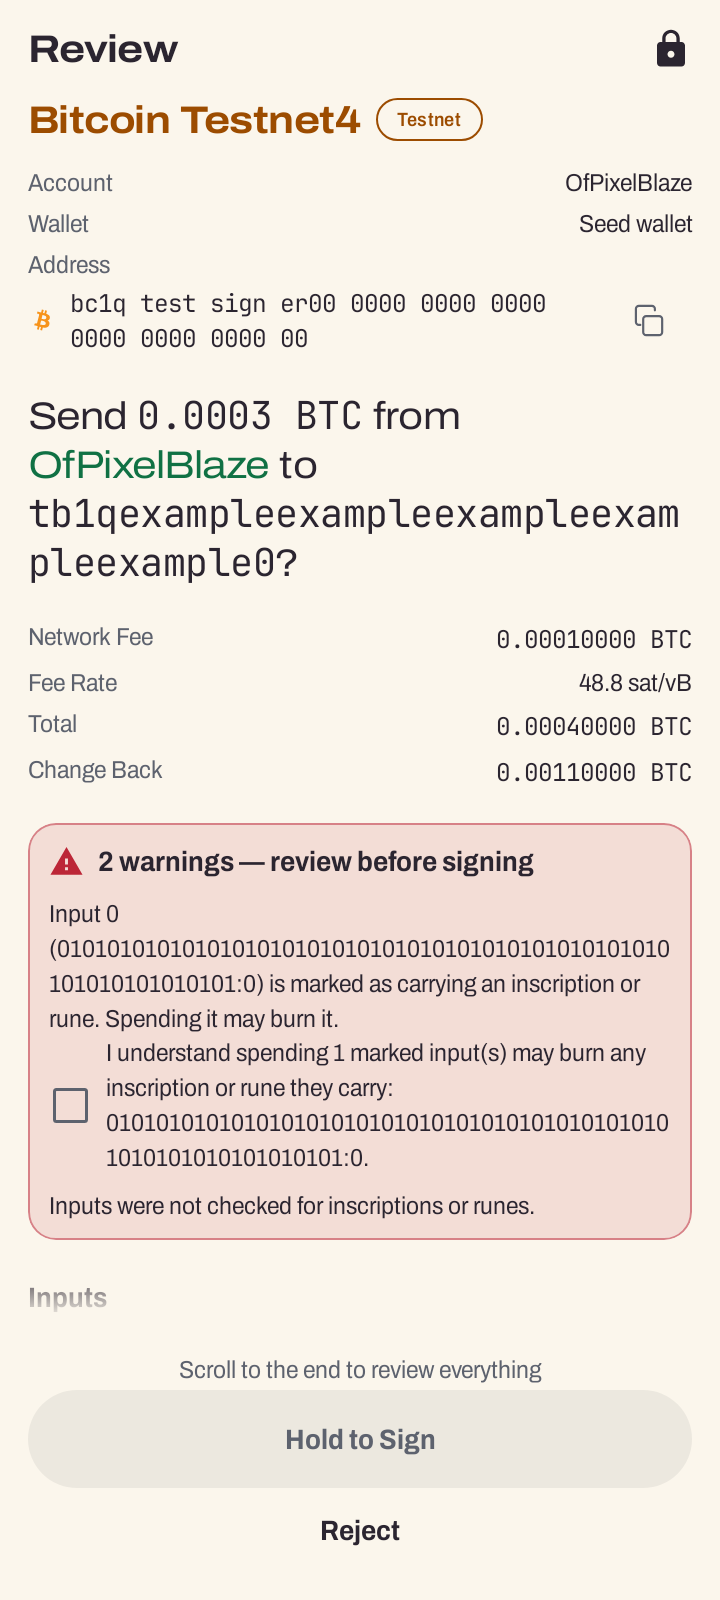 Review
Bitcoin Testnet4 Testnet
Account OfPixelBlaze
Wallet Seed wallet
Address
bc1q test sign er00 0000 0000 0000
0000 0000 0000 00
Send 0.0003 BTC from
OfPixelBlaze to
tb1qexampleexampleexampleexam
pleexample0?
Network Fee 0.00010000 BTC
Fee Rate 48.8 sat/vB
Total 0.00040000 BTC
Change Back 0.00110000 BTC
2 warnings — review before signing
Input 0
(0101010101010101010101010101010101010101010101010
101010101010101:0) is marked as carrying an inscription or
rune. Spending it may burn it.
I understand spending 1 marked input(s) may burn any
inscription or rune they carry:
01010101010101010101010101010101010101010101010
10101010101010101:0.
Inputs were not checked for inscriptions or runes.
Inputs
Scroll to the end to review everything
Hold to Sign
Reject